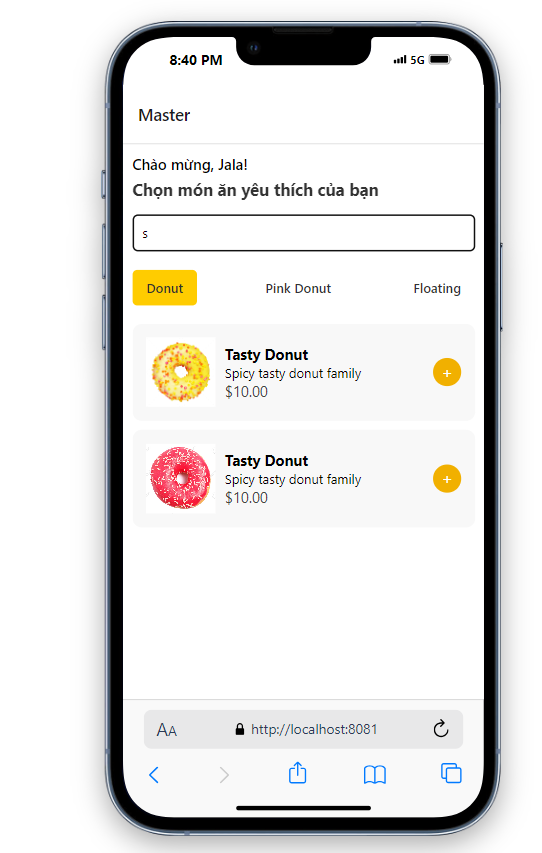 8:40 PM 5G
Master
Chào mừng, Jala!
Chọn món ăn yêu thích của bạn
s
Donut Pink Donut Floating
Tasty Donut
Spicy tasty donut family
$10.00
+
Tasty Donut
Spicy tasty donut family
$10.00
+
AA http://localhost:8081